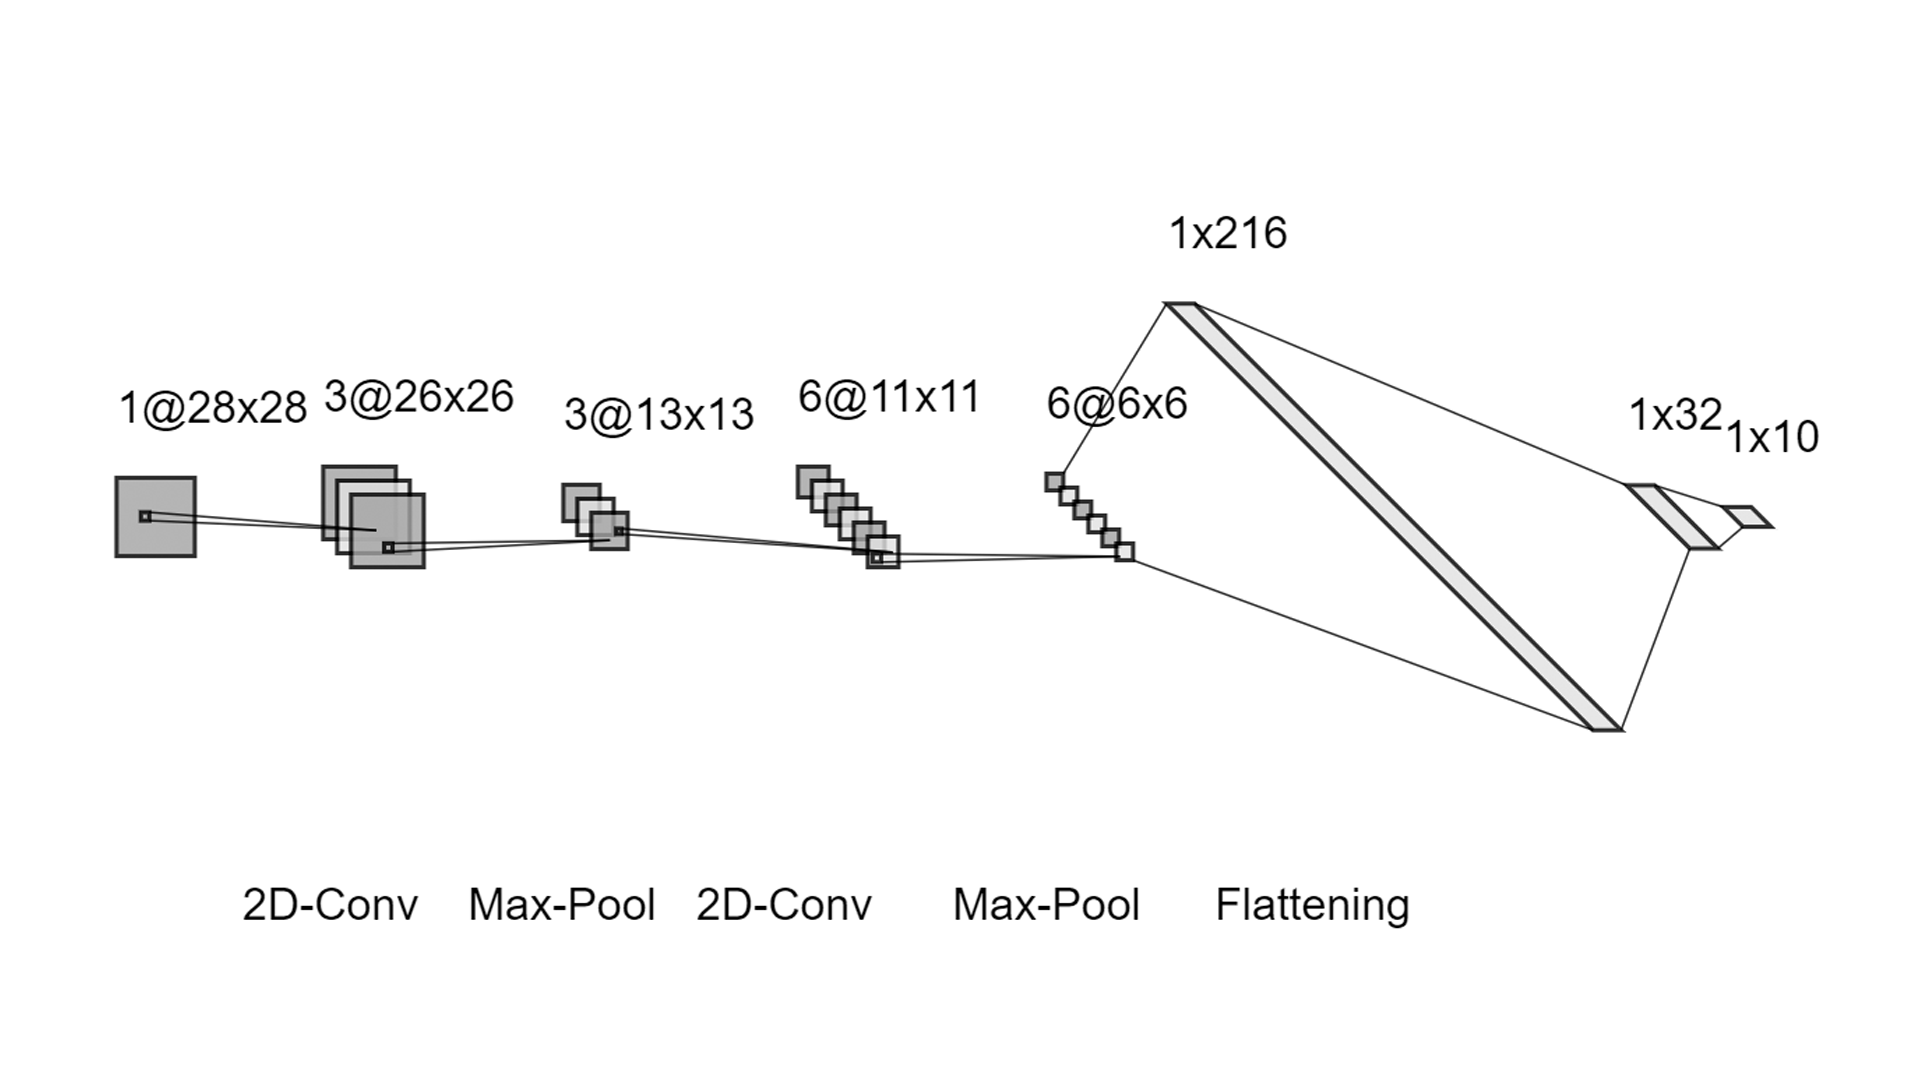 1x216
1@28x28
3@26x26
3@13x13
6@11x11
6@6x6
1x32
1x10
2D-Conv
Max-Pool
2D-Conv
Max-Pool
Flattening